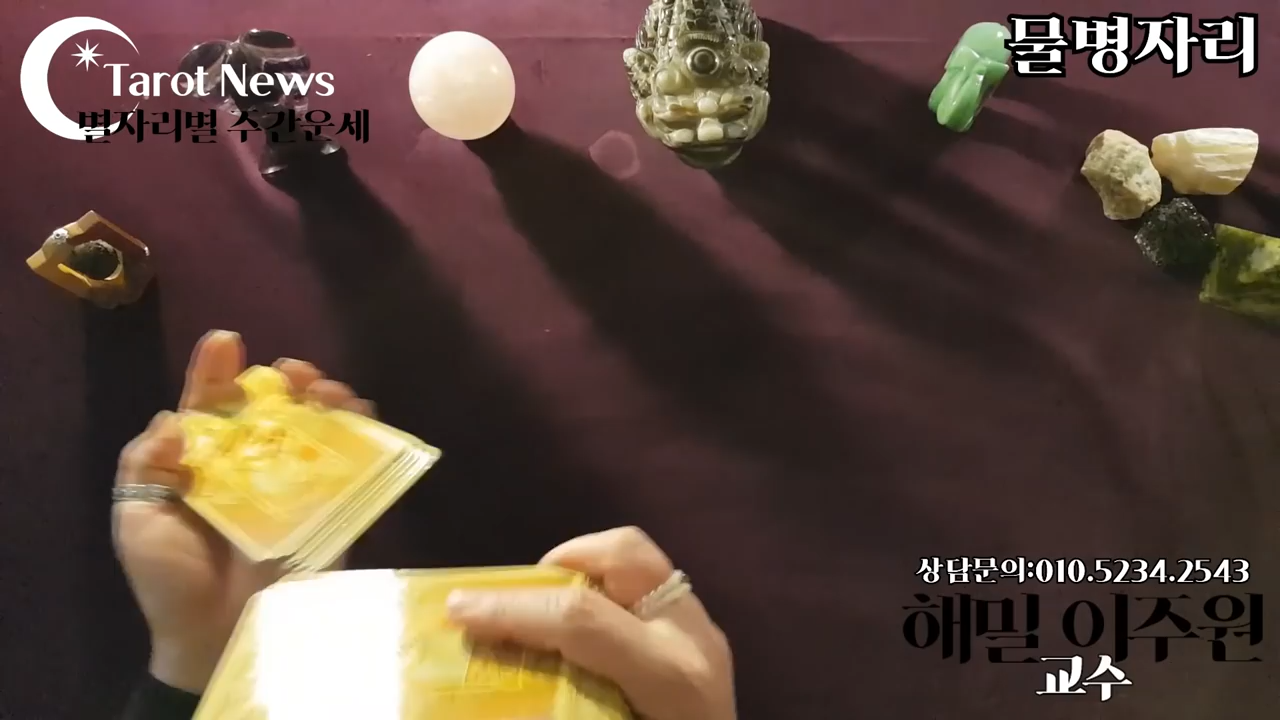 Tarot News
별자리별 주간운세
물병자리
상담문의:010.5234.2543
해밀 이주원
교수